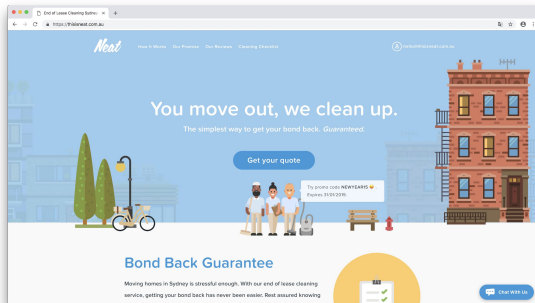 End of Lease Cleaning Sydney
https://thisisneat.com.au
Neat
How It Works Our Promise Our Reviews Cleaning Checklist
You move out, we clean up.
The simplest way to get your bond back. Guaranteed.
Get your quote
Try promo code NEWYEAR15
Expires 31/01/2019.
Bond Back Guarantee
Moving homes in Sydney is stressful enough. With our end of lease cleaning
service, getting your bond back has never been easier. Rest assured knowing
Chat With Us